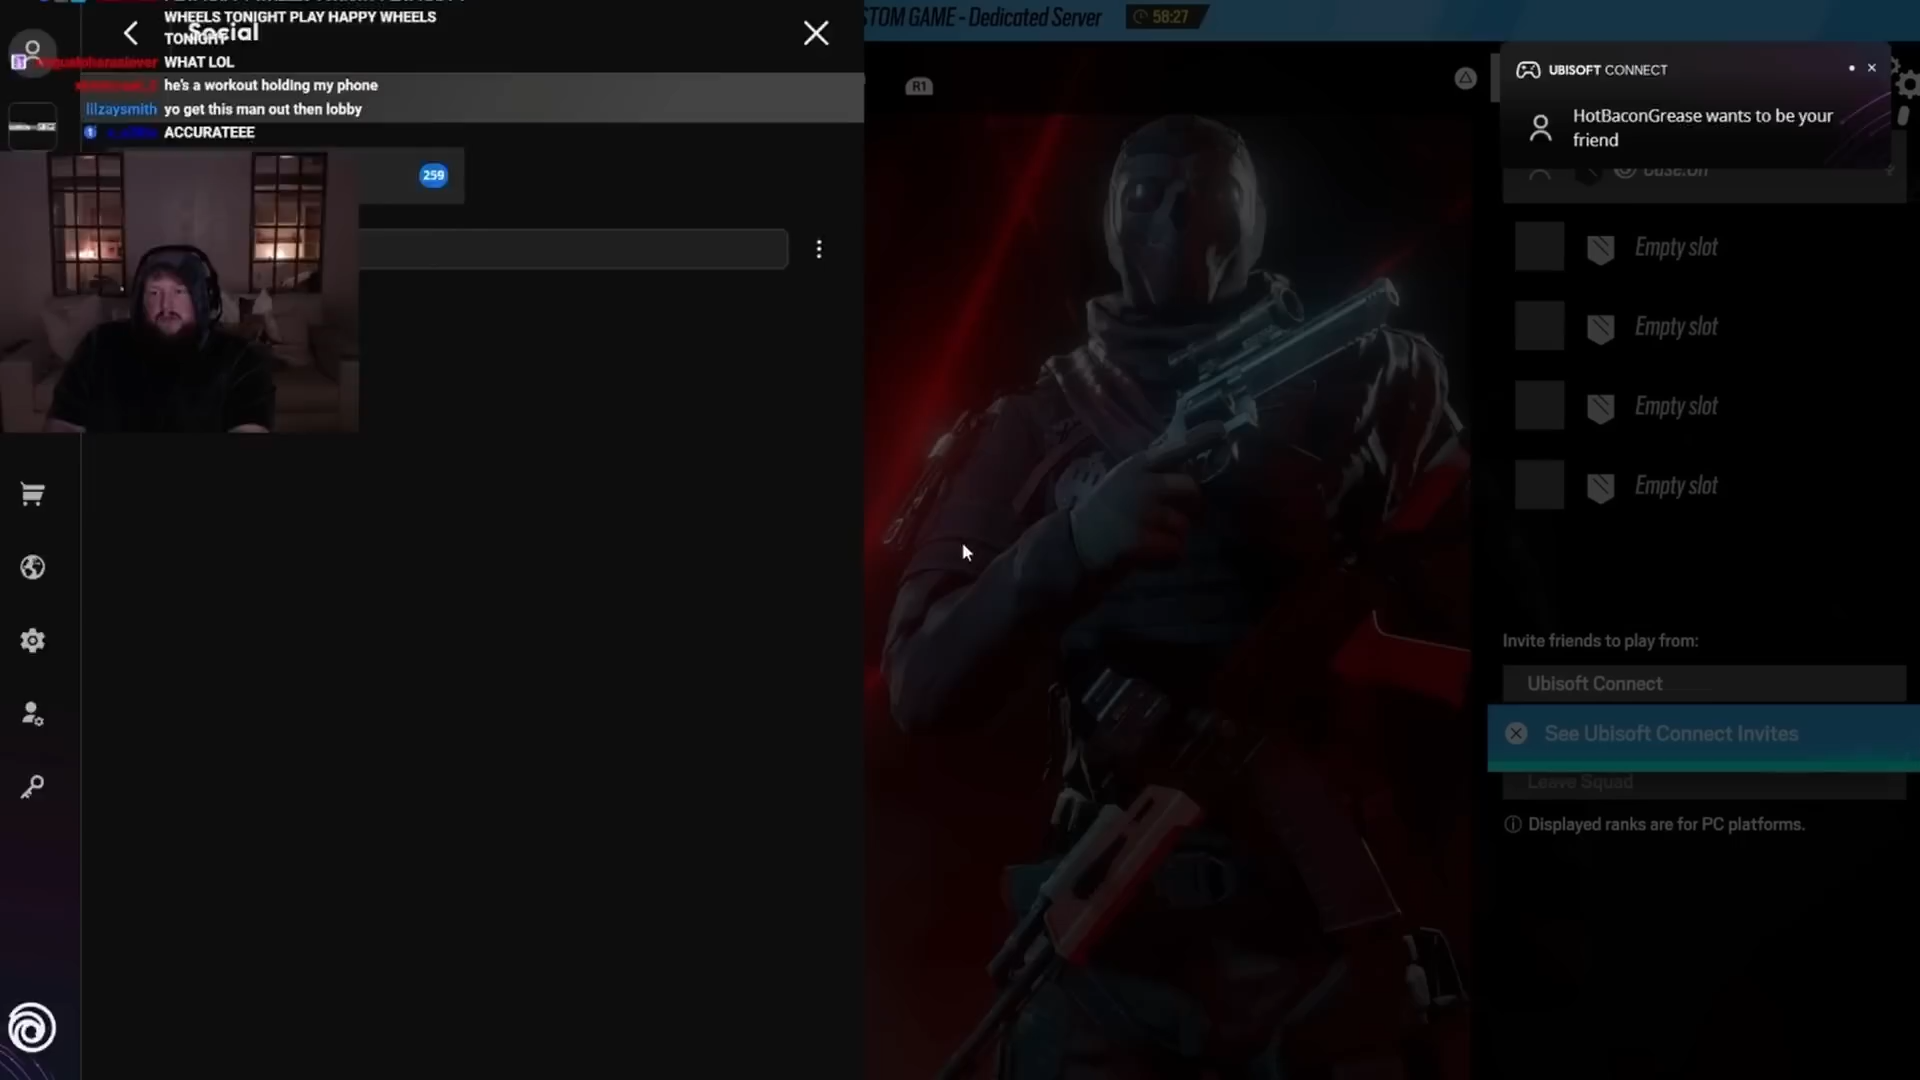 WHEELS TONIGHT PLAY HAPPY WHEELS
TONIGHT
Social
WHAT LOL
he's a workout holding my phone
lilzaysmith yo get this man out then lobby
ACCURATEEE
259
STOM GAME - Dedicated Server
58:27
R1
UBISOFT CONNECT
HotBaconGrease wants to be your
friend
Empty slot
Empty slot
Empty slot
Empty slot
Invite friends to play from:
Ubisoft Connect
See Ubisoft Connect Invites
Leave Squad
Displayed ranks are for PC platforms.